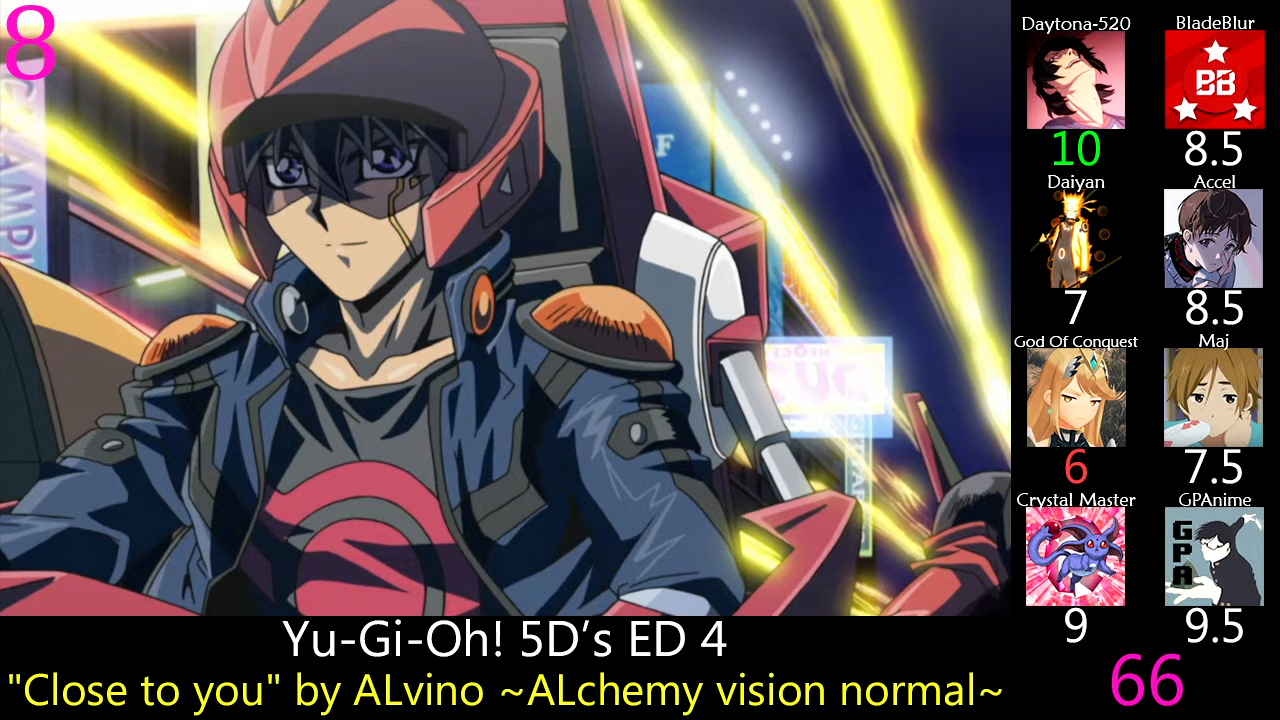 8
Daytona-520
BladeBlur
BB
10
8.5
Daiyan
Accel
7
8.5
God Of Conquest
Maj
6
7.5
Crystal Master
GPAnime
GPA
9
9.5
F
Yu-Gi-Oh! 5D’s ED 4
"Close to you" by ALvino ~ALchemy vision normal~
66